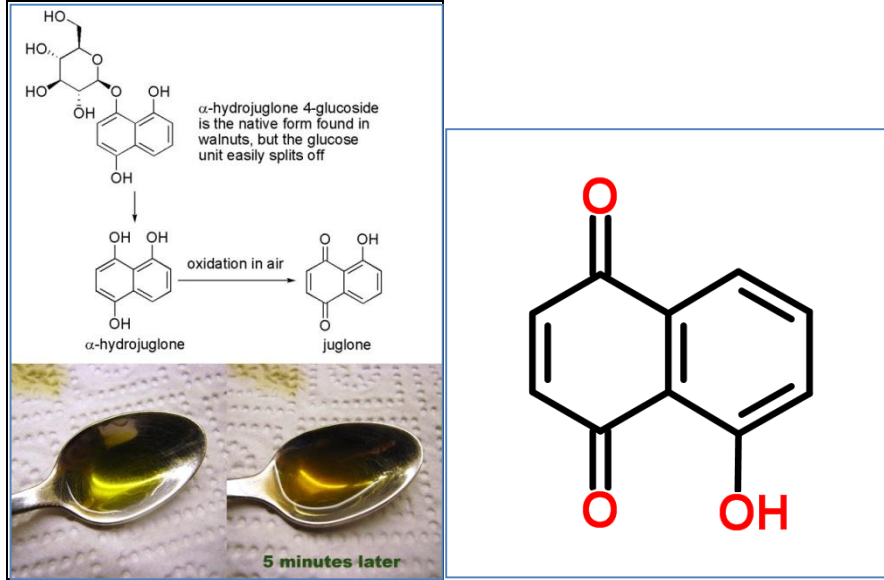 HO
HO
O
HO
O
OH
OH
α-hydrojuglone 4-glucoside
is the native form found in
walnuts, but the glucose
unit easily splits off
OH
OH
OH
oxidation in air
O
OH
OH
O
α-hydrojuglone
juglone
5 minutes later
O
O
OH